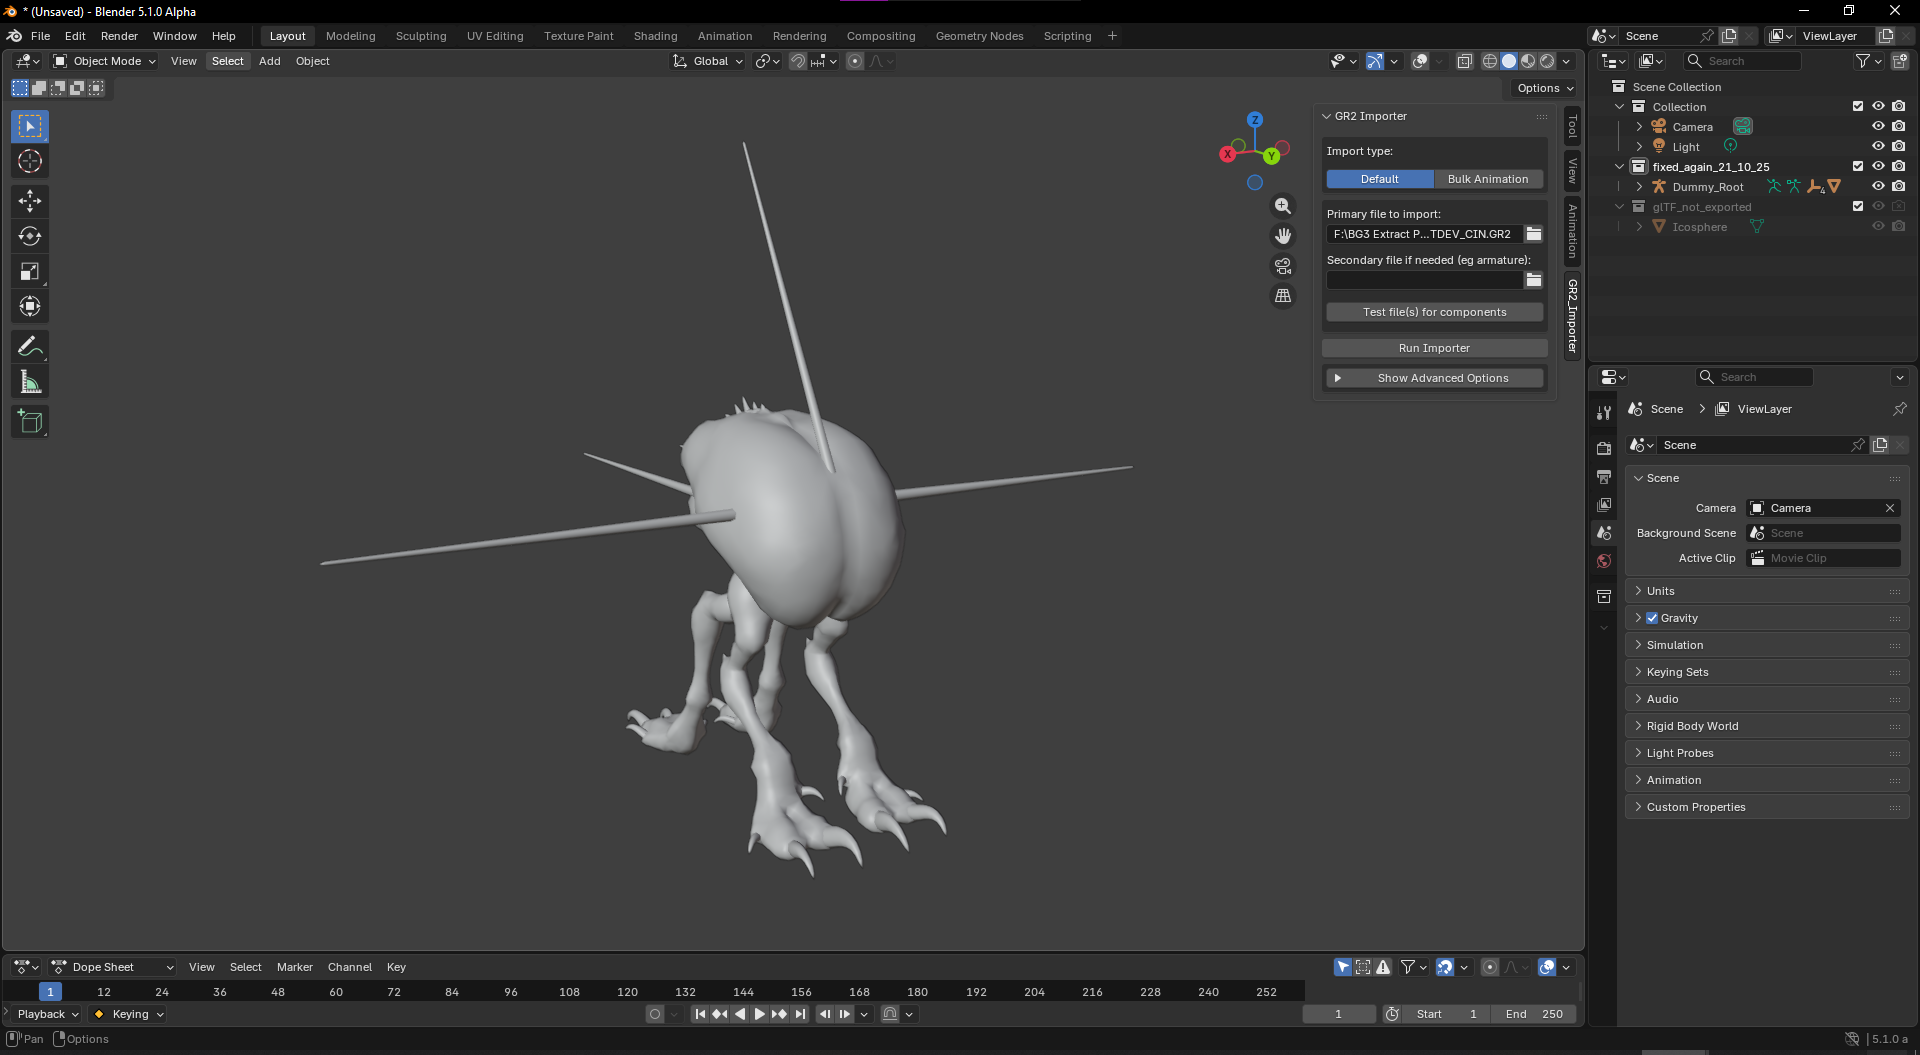 * (Unsaved) - Blender 5.1.0 Alpha
File Edit Render Window Help Layout Modeling Sculpting UV Editing Texture Paint Shading Animation Rendering Compositing Geometry Nodes Scripting + Scene ViewLayer
Object Mode View Select Add Object Global Search
Options
GR2 Importer
Import type:
Default Bulk Animation
Primary file to import:
F:\BG3 Extract P...TDEV_CIN.GR2
Secondary file if needed (eg armature):
Test file(s) for components
Run Importer
Show Advanced Options
Tool
View
Animation
GR2_Importer
Z
X
Y
Scene Collection
Collection
Camera
Light
fixed_again_21_10_25
Dummy_Root 4
glTF_not_exported
Icosphere
Search
Scene ViewLayer
Scene
Scene
Camera Camera
Background Scene Scene
Active Clip Movie Clip
Units
Gravity
Simulation
Keying Sets
Audio
Rigid Body World
Light Probes
Animation
Custom Properties
Dope Sheet View Select Marker Channel Key
1 12 24 36 48 60 72 84 96 108 120 132 144 156 168 180 192 204 216 228 240 252
Playback Keying 1 Start 1 End 250
Pan Options 5.1.0 a